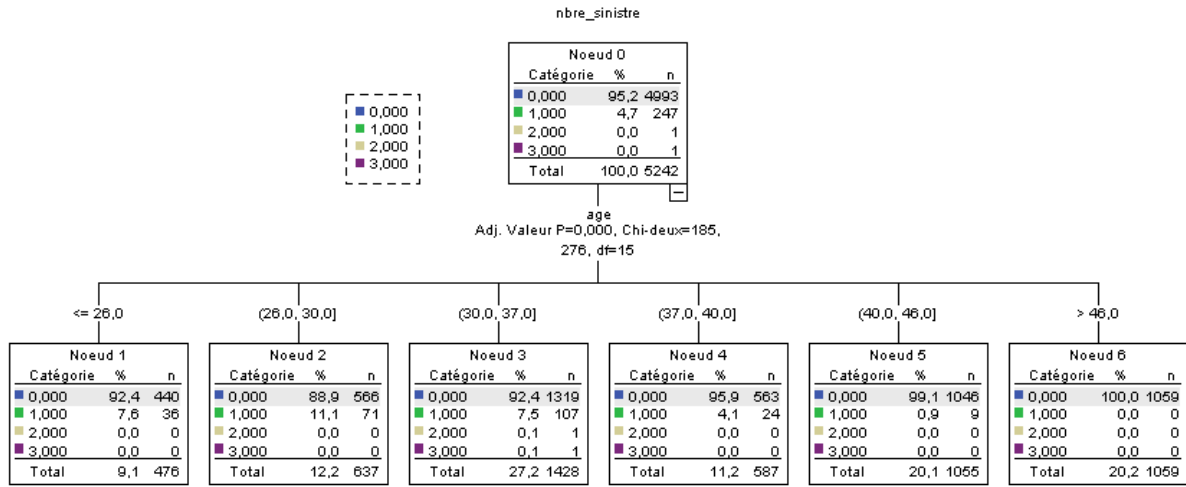 nbre_sinistre
Noeud 0
Catégorie % n
0,000 95,2 4993
1,000 4,7 247
2,000 0,0 1
3,000 0,0 1
Total 100,0 5242
0,000
1,000
2,000
3,000
age
Adj. Valeur P=0,000, Chi-deux=185,
276, df=15
<= 26,0
(26,0, 30,0]
(30,0, 37,0]
(37,0, 40,0]
(40,0, 46,0]
> 46,0
Noeud 1
Catégorie % n
0,000 92,4 440
1,000 7,6 36
2,000 0,0 0
3,000 0,0 0
Total 9,1 476
Noeud 2
Catégorie % n
0,000 88,9 566
1,000 11,1 71
2,000 0,0 0
3,000 0,0 0
Total 12,2 637
Noeud 3
Catégorie % n
0,000 92,4 1319
1,000 7,5 107
2,000 0,1 1
3,000 0,1 1
Total 27,2 1428
Noeud 4
Catégorie % n
0,000 95,9 563
1,000 4,1 24
2,000 0,0 0
3,000 0,0 0
Total 11,2 587
Noeud 5
Catégorie % n
0,000 99,1 1046
1,000 0,9 9
2,000 0,0 0
3,000 0,0 0
Total 20,1 1055
Noeud 6
Catégorie % n
0,000 100,0 1059
1,000 0,0 0
2,000 0,0 0
3,000 0,0 0
Total 20,2 1059